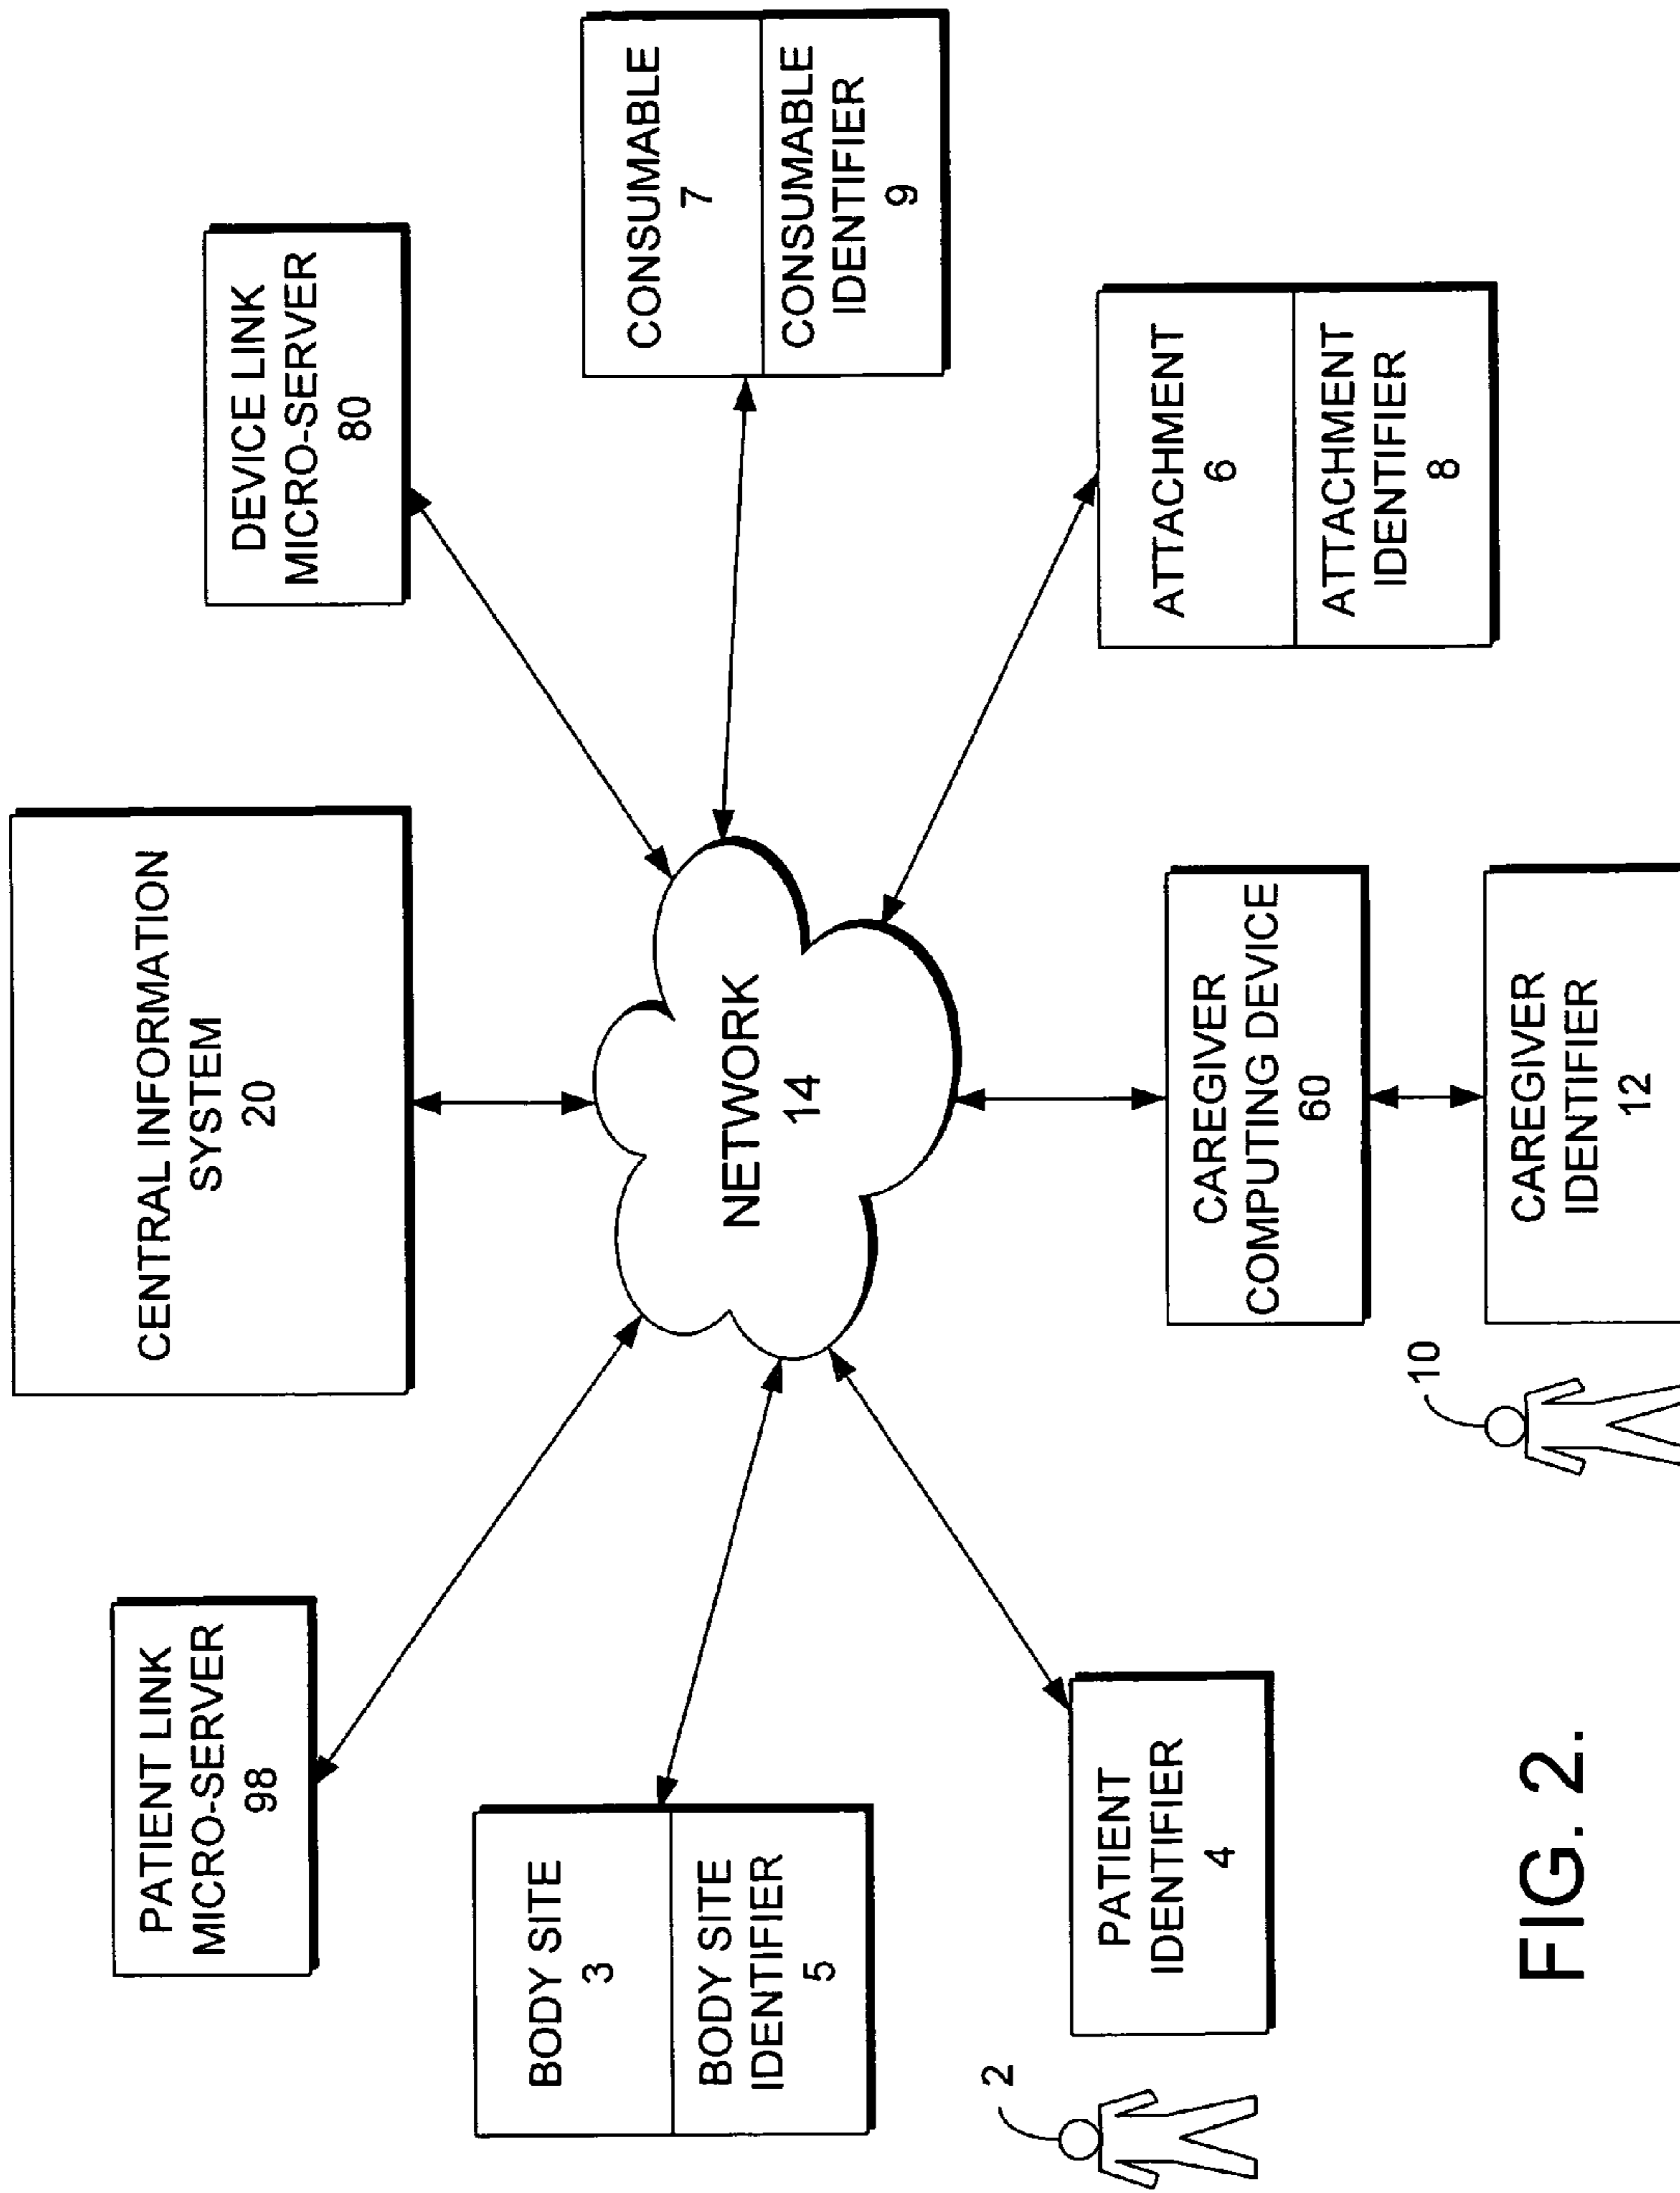 CENTRAL INFORMATION
SYSTEM
20
PATIENT LINK
MICRO-SERVER
98
DEVICE LINK
MICRO-SERVER
80
BODY SITE
3
BODY SITE
IDENTIFIER
5
NETWORK
14
CONSUMABLE
7
CONSUMABLE
IDENTIFIER
9
2
PATIENT
IDENTIFIER
4
CAREGIVER
COMPUTING DEVICE
60
ATTACHMENT
6
ATTACHMENT
IDENTIFIER
8
10
CAREGIVER
IDENTIFIER
12
FIG. 2.